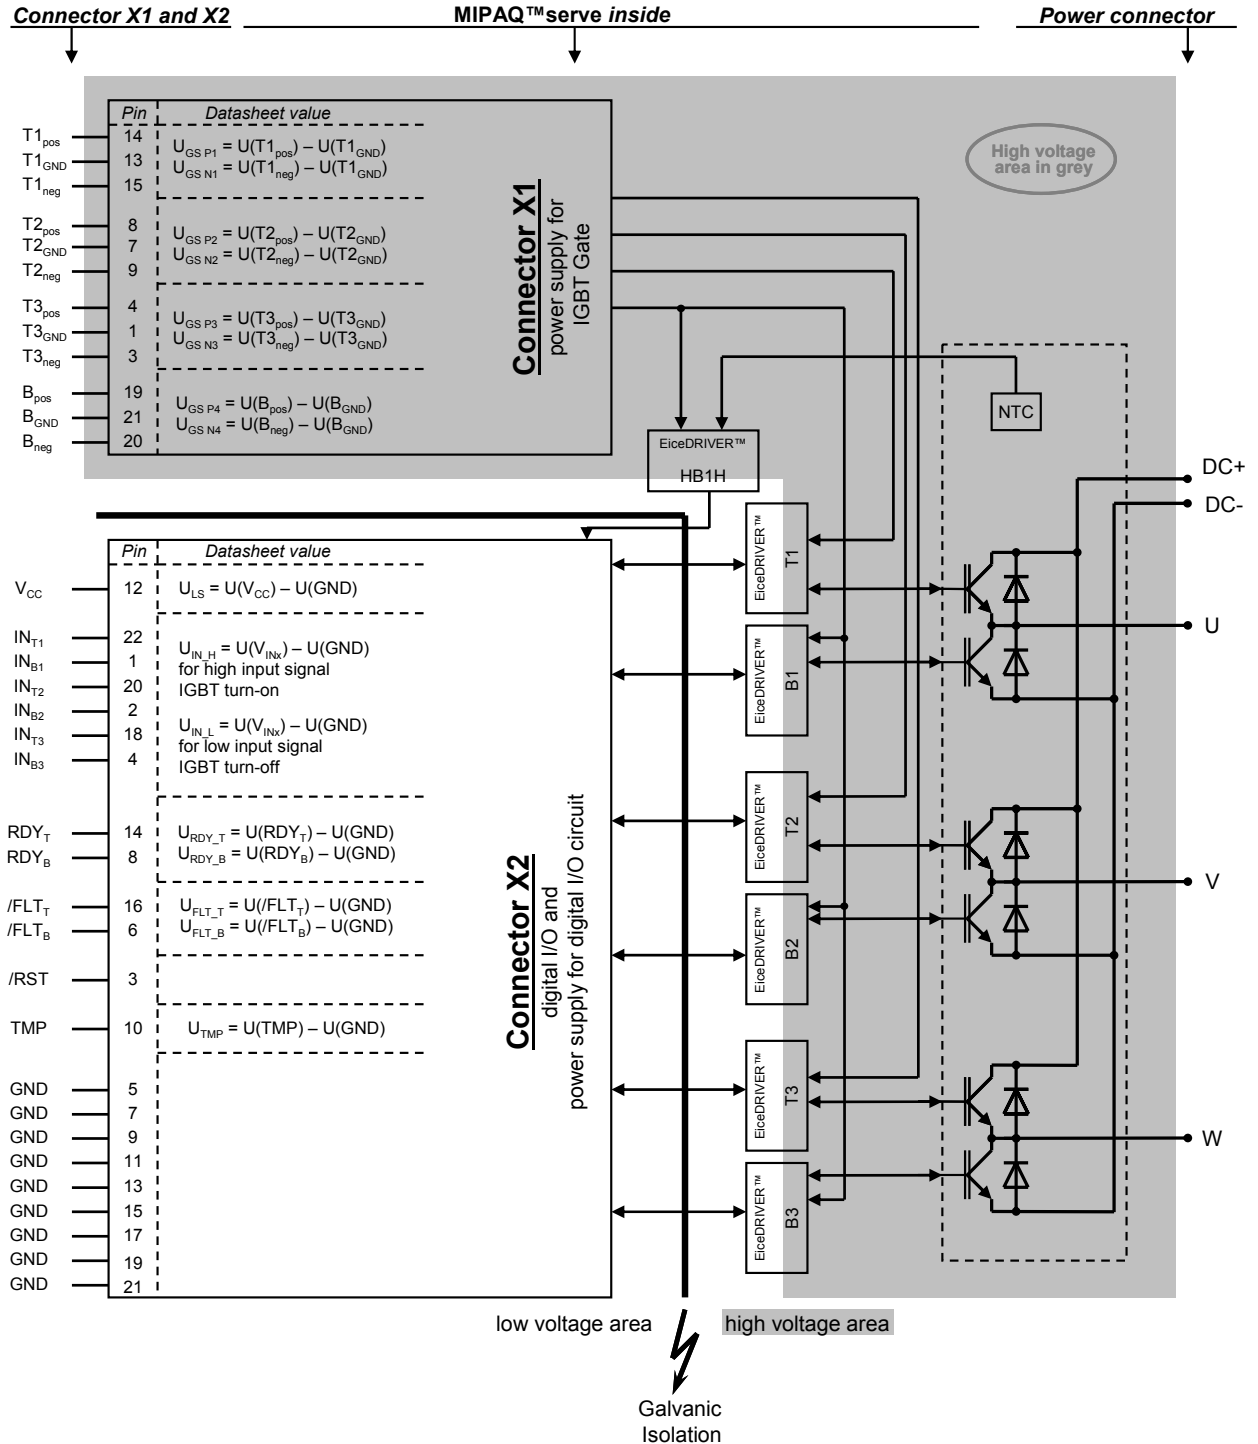 Connector X1 and X2
MIPAQ™serve inside
Power connector
Pin Datasheet value
T1pos 14
T1GND 13
T1neg 15
UGS P1 = U(T1pos) – U(T1GND)
UGS N1 = U(T1neg) – U(T1GND)
T2pos 8
T2GND 7
T2neg 9
UGS P2 = U(T2pos) – U(T2GND)
UGS N2 = U(T2neg) – U(T2GND)
T3pos 4
T3GND 1
T3neg 3
UGS P3 = U(T3pos) – U(T3GND)
UGS N3 = U(T3neg) – U(T3GND)
Bpos 19
BGND 21
Bneg 20
UGS P4 = U(Bpos) – U(BGND)
UGS N4 = U(Bneg) – U(BGND)
Connector X1
power supply for
IGBT Gate
High voltage
area in grey
NTC
EiceDRIVER™
HB1H
DC+
DC-
Pin Datasheet value
VCC 12 ULS = U(VCC) – U(GND)
INT1 22
INB1 1
INT2 20
INB2 2
INT3 18
INB3 4
UIN_H = U(VINx) – U(GND)
for high input signal
IGBT turn-on
UIN_L = U(VINx) – U(GND)
for low input signal
IGBT turn-off
RDYT 14 URDY_T = U(RDYT) – U(GND)
RDYB 8 URDY_B = U(RDYB) – U(GND)
/FLTT 16 UFLT_T = U(/FLTT) – U(GND)
/FLTB 6 UFLT_B = U(/FLTB) – U(GND)
/RST 3
TMP 10 UTMP = U(TMP) – U(GND)
GND 5
GND 7
GND 9
GND 11
GND 13
GND 15
GND 17
GND 19
GND 21
Connector X2
digital I/O and
power supply for digital I/O circuit
EiceDRIVER™
T1
EiceDRIVER™
B1
EiceDRIVER™
T2
EiceDRIVER™
B2
EiceDRIVER™
T3
EiceDRIVER™
B3
U
V
W
low voltage area
high voltage area
Galvanic
Isolation